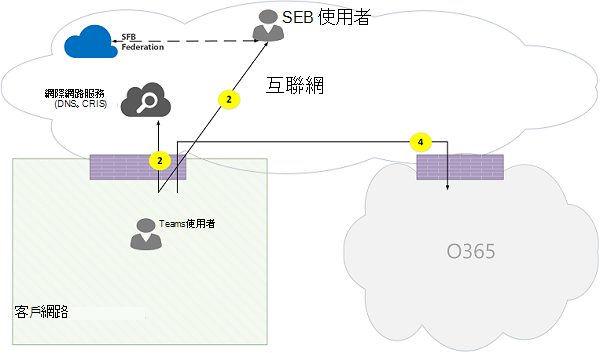 SFB
Federation
SEB 使用者
互聯網
網際網路服務
(DNS。CRIS)
2
2
4
Teams使用者
O365
客戶網路